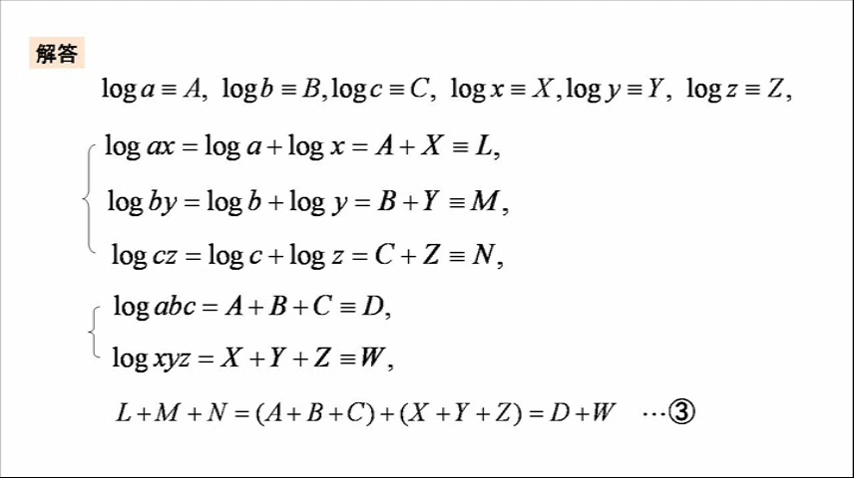 解答
log a ≡ A, log b ≡ B, log c ≡ C, log x ≡ X, log y ≡ Y, log z ≡ Z,
log ax = log a + log x = A + X ≡ L,
log by = log b + log y = B + Y ≡ M,
log cz = log c + log z = C + Z ≡ N,
log abc = A + B + C ≡ D,
log xyz = X + Y + Z ≡ W,
L + M + N = (A + B + C) + (X + Y + Z) = D + W …③